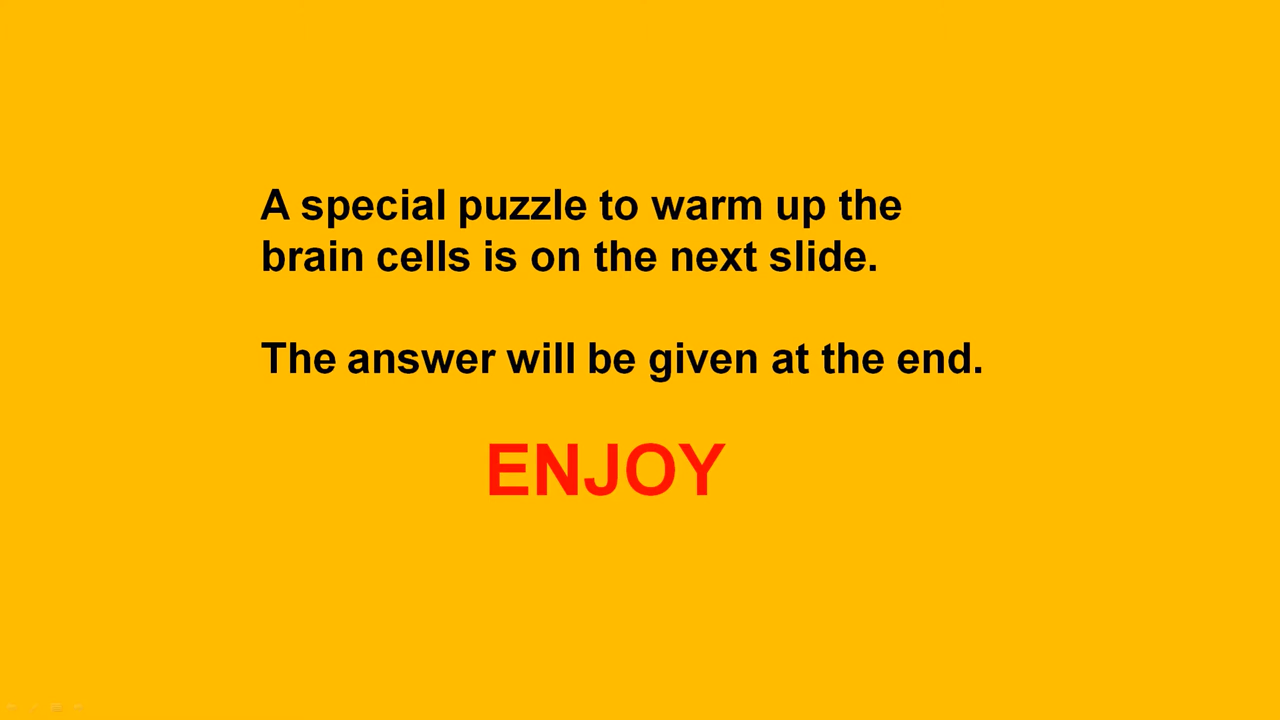 A special puzzle to warm up the
brain cells is on the next slide.
The answer will be given at the end.
ENJOY